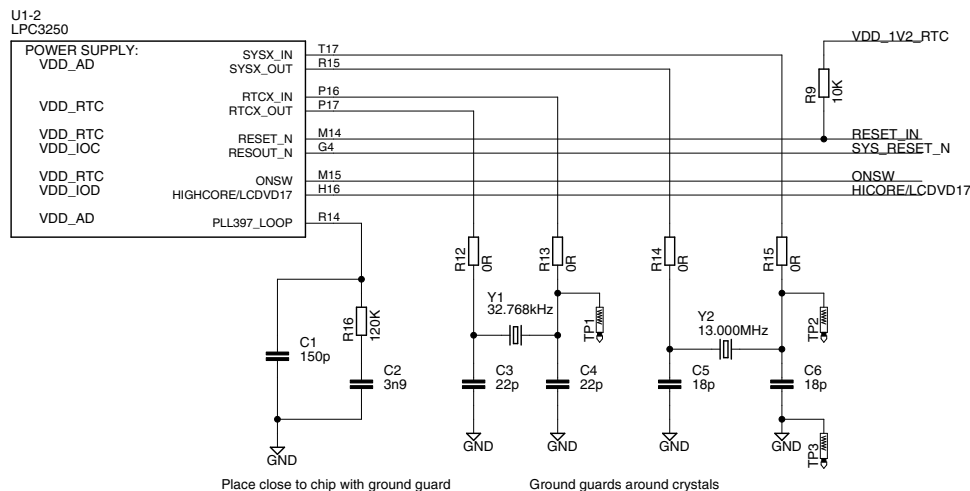 U1-2
LPC3250
POWER SUPPLY:
VDD_AD
SYSX_IN
T17
SYSX_OUT
R15
VDD_RTC
RTCX_IN
P16
RTCX_OUT
P17
VDD_RTC
RESET_N
M14
VDD_IOC
RESOUT_N
G4
VDD_RTC
ONSW
M15
VDD_IOD
HIGHCORE/LCDVD17
H16
VDD_AD
PLL397_LOOP
R14
VDD_1V2_RTC
R9
10K
RESET_IN
SYS_RESET_N
ONSW
HICORE/LCDVD17
R12
0R
R13
0R
R14
0R
R15
0R
R16
120K
Y1
32.768kHz
TP1
Y2
13.000MHz
TP2
C1
150p
C2
3n9
C3
22p
C4
22p
C5
18p
C6
18p
GND
GND
GND
GND
GND
TP3
Place close to chip with ground guard
Ground guards around crystals